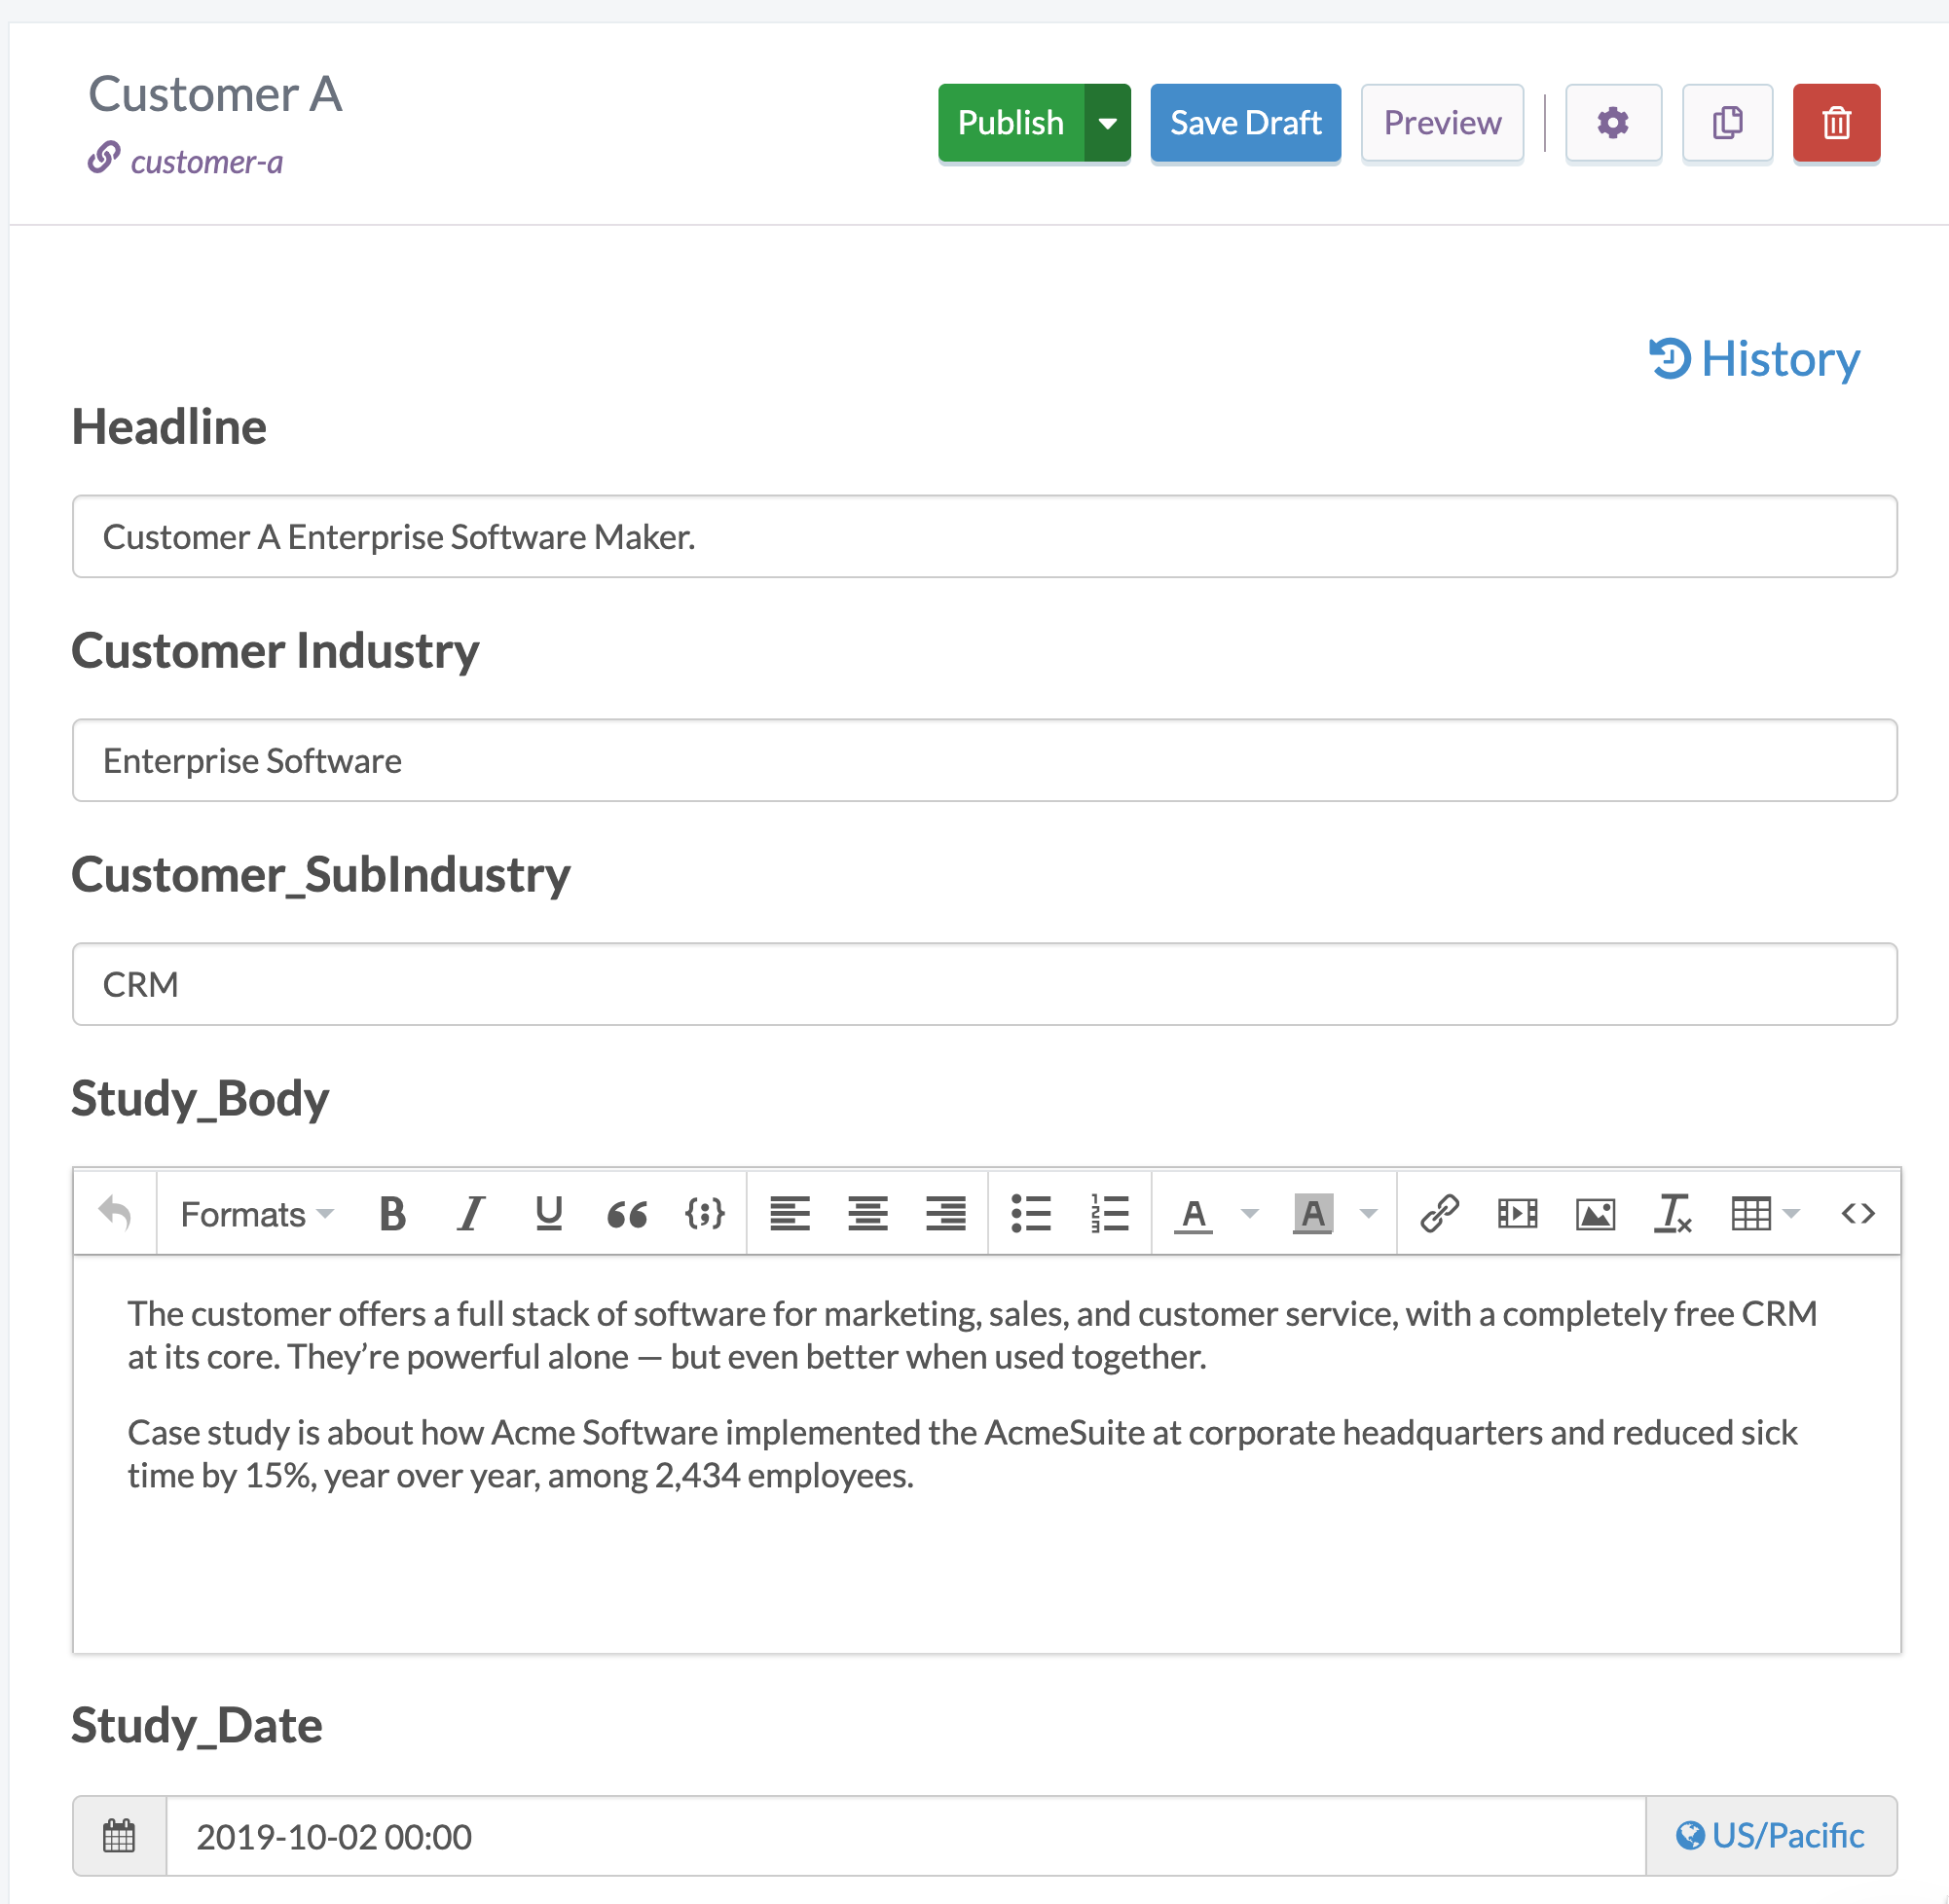 Customer A
customer-a
Publish
Save Draft
Preview
History
Headline
Customer A Enterprise Software Maker.
Customer Industry
Enterprise Software
Customer_SubIndustry
CRM
Study_Body
Formats B I U {;} A A
The customer offers a full stack of software for marketing, sales, and customer service, with a completely free CRM
at its core. They’re powerful alone — but even better when used together.
Case study is about how Acme Software implemented the AcmeSuite at corporate headquarters and reduced sick
time by 15%, year over year, among 2,434 employees.
Study_Date
2019-10-02 00:00
US/Pacific